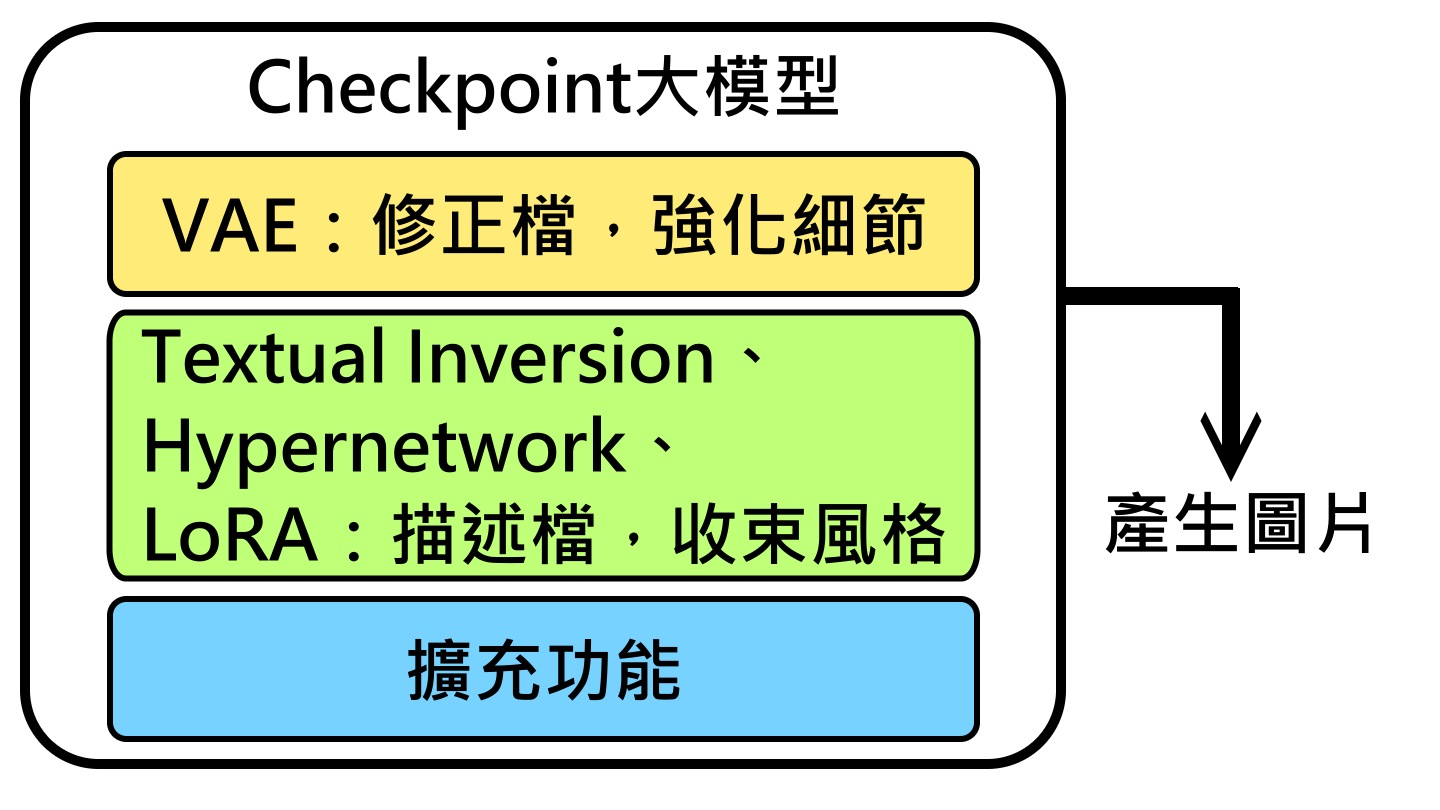 Checkpoint大模型
VAE：修正檔，強化細節
Textual Inversion、
Hypernetwork、
LoRA：描述檔，收束風格
擴充功能
產生圖片